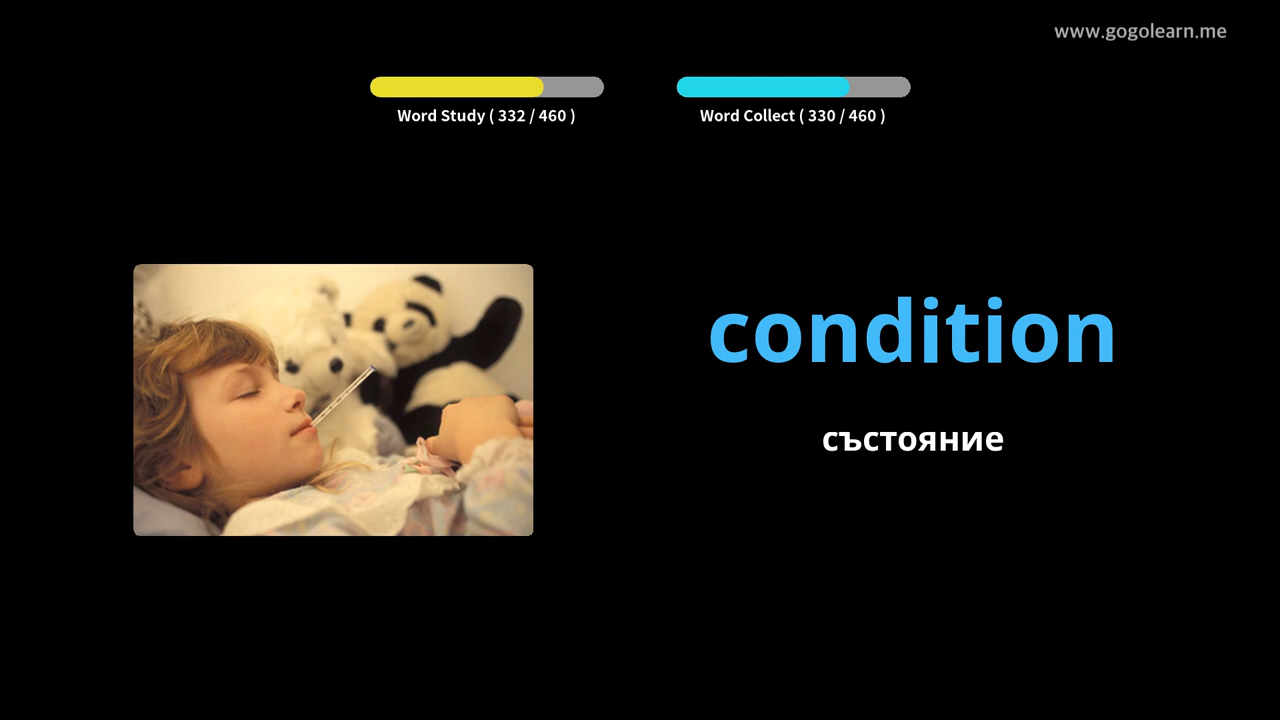 www.gogolearn.me
Word Study ( 332 / 460 )
Word Collect ( 330 / 460 )
condition
състояние